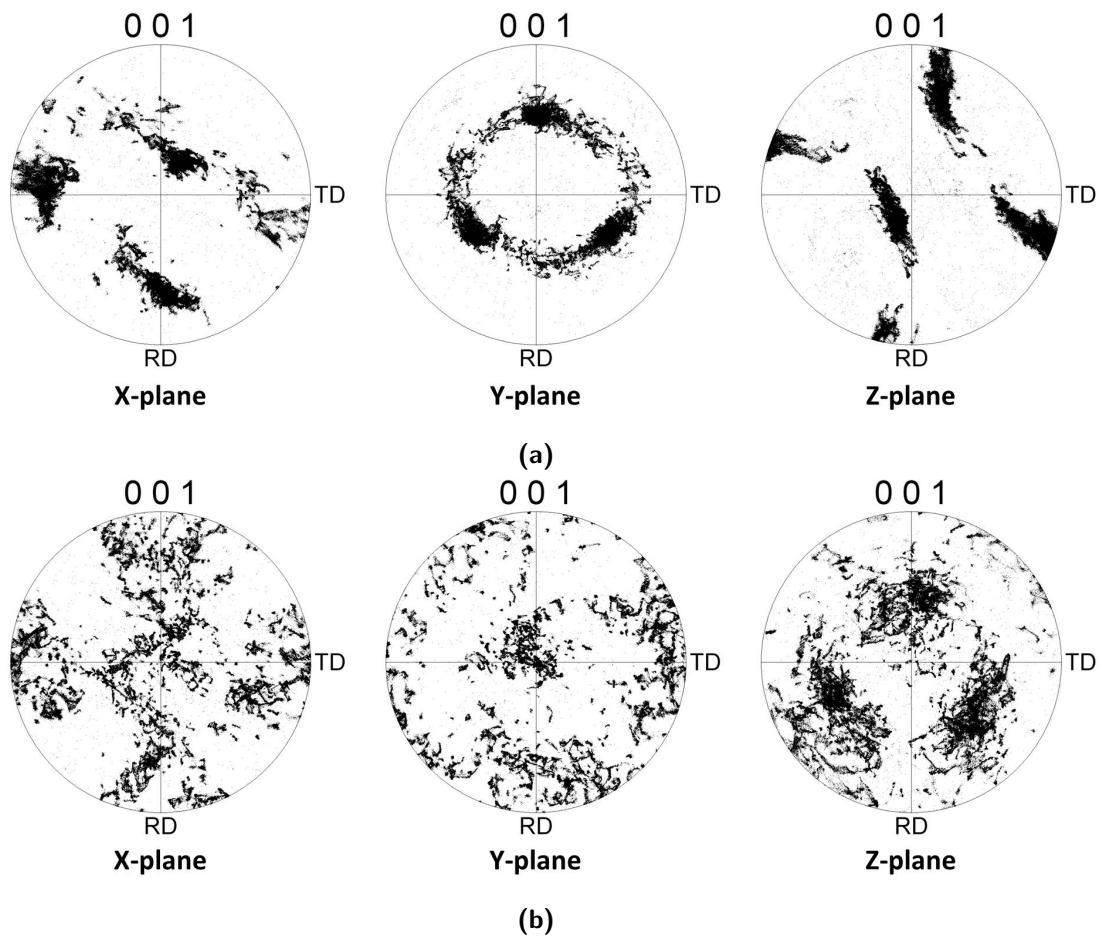 0 0 1 0 0 1 0 0 1
TD TD TD
RD RD RD
X-plane Y-plane Z-plane
(a)
0 0 1 0 0 1 0 0 1
TD TD TD
RD RD RD
X-plane Y-plane Z-plane
(b)